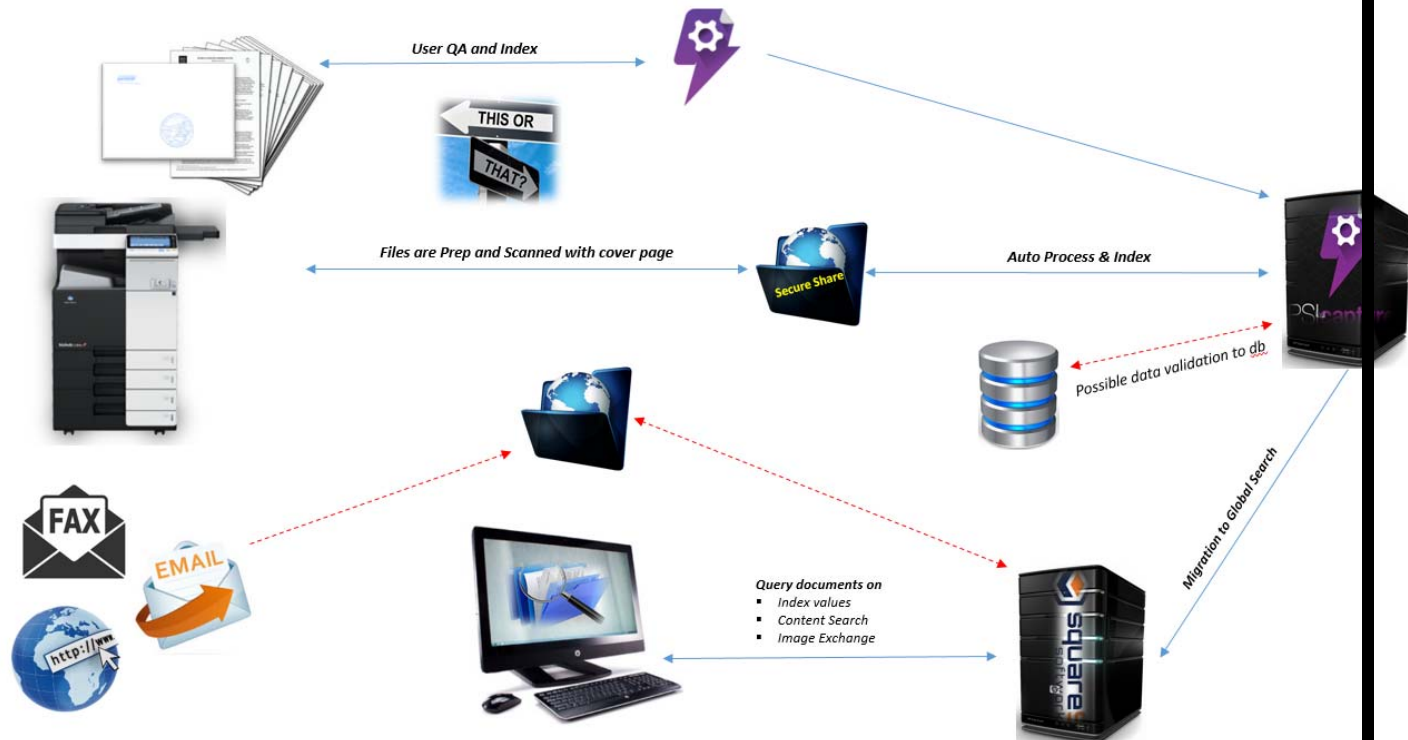 User QA and Index
THIS OR
THAT?
Files are Prep and Scanned with cover page
Secure Share
Auto Process & Index
PSIcapture
Possible data validation to db
FAX
EMAIL
http://www.
Migration to Global Search
Query documents on
▪ Index values
▪ Content Search
▪ Image Exchange
square
software